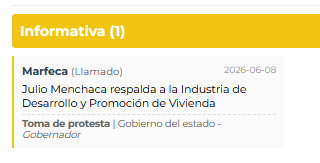 Informativa (1)
Marfeca (Llamado) 2026-06-08
Julio Menchaca respalda a la Industria de
Desarrollo y Promoción de Vivienda
Toma de protesta | Gobierno del estado -
Gobernador